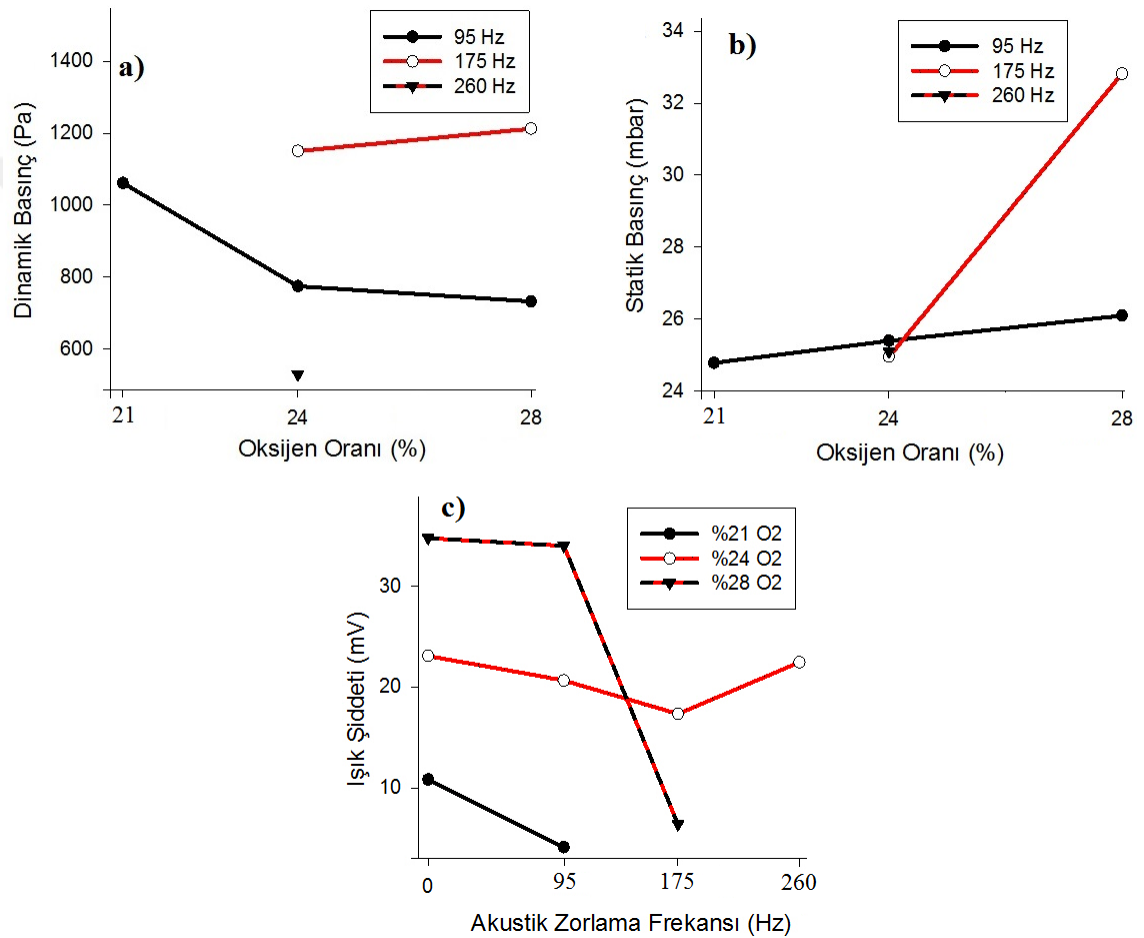 a)
1400
1200
1000
800
600
Dinamik Basınç (Pa)
95 Hz
175 Hz
260 Hz
21
24
28
Oksijen Oranı (%)
b)
34
32
30
28
26
24
Statik Basınç (mbar)
95 Hz
175 Hz
260 Hz
21
24
28
Oksijen Oranı (%)
c)
30
20
10
Işık Şiddeti (mV)
%21 O2
%24 O2
%28 O2
0
95
175
260
Akustik Zorlama Frekansı (Hz)